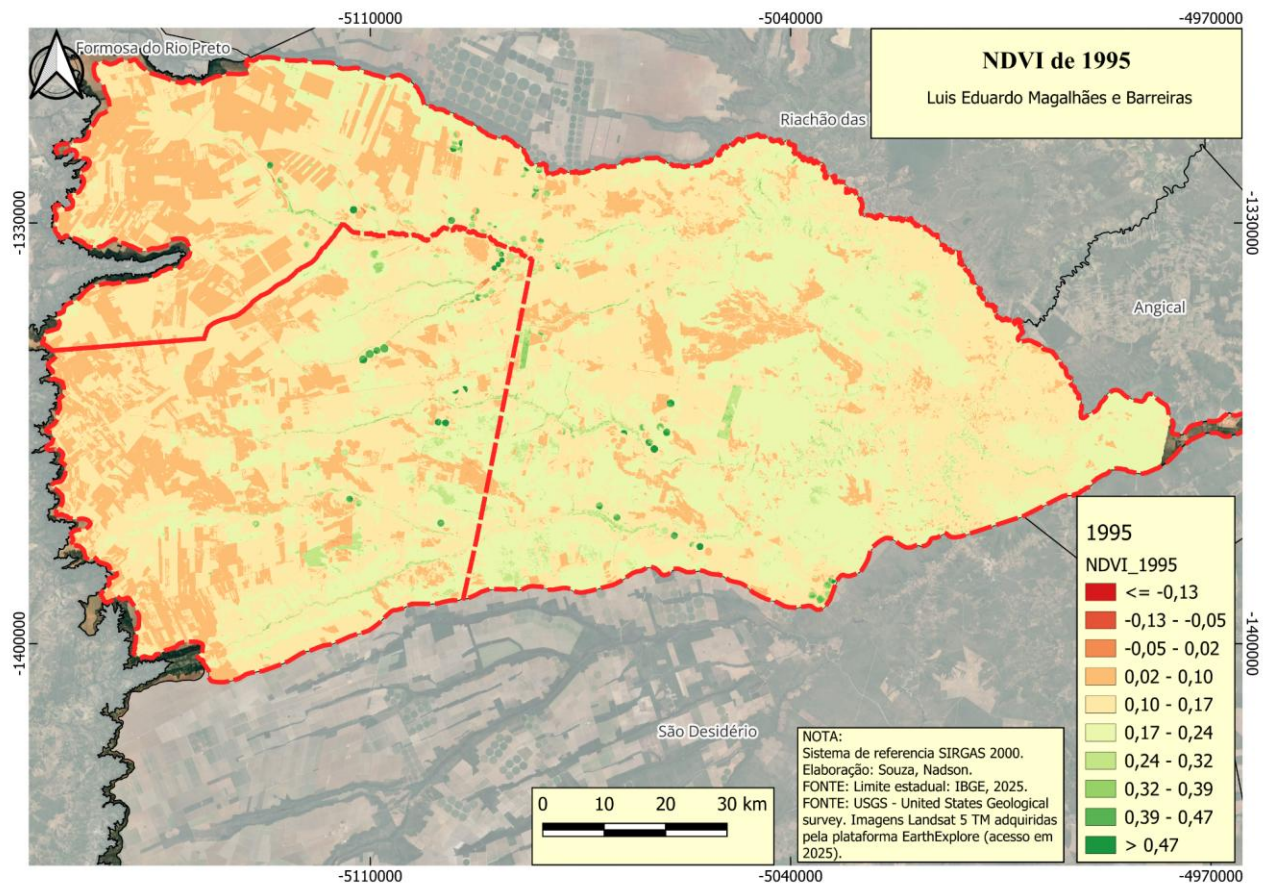 -5110000
-5040000
-4970000
Formosa do Rio Preto
NDVI de 1995
Luis Eduardo Magalhães e Barreiras
Riachão das
-1330000
-1330000
Angical
1995
NDVI_1995
<= -0,13
-0,13 - -0,05
-0,05 - 0,02
0,02 - 0,10
0,10 - 0,17
0,17 - 0,24
0,24 - 0,32
0,32 - 0,39
0,39 - 0,47
> 0,47
-1400000
-1400000
São Desidério
NOTA:
Sistema de referencia SIRGAS 2000.
Elaboração: Souza, Nadson.
FONTE: Limite estadual: IBGE, 2025.
FONTE: USGS - United States Geological
survey. Imagens Landsat 5 TM adquiridas
pela plataforma EarthExplore (acesso em
2025).
0 10 20 30 km
-5110000
-5040000
-4970000